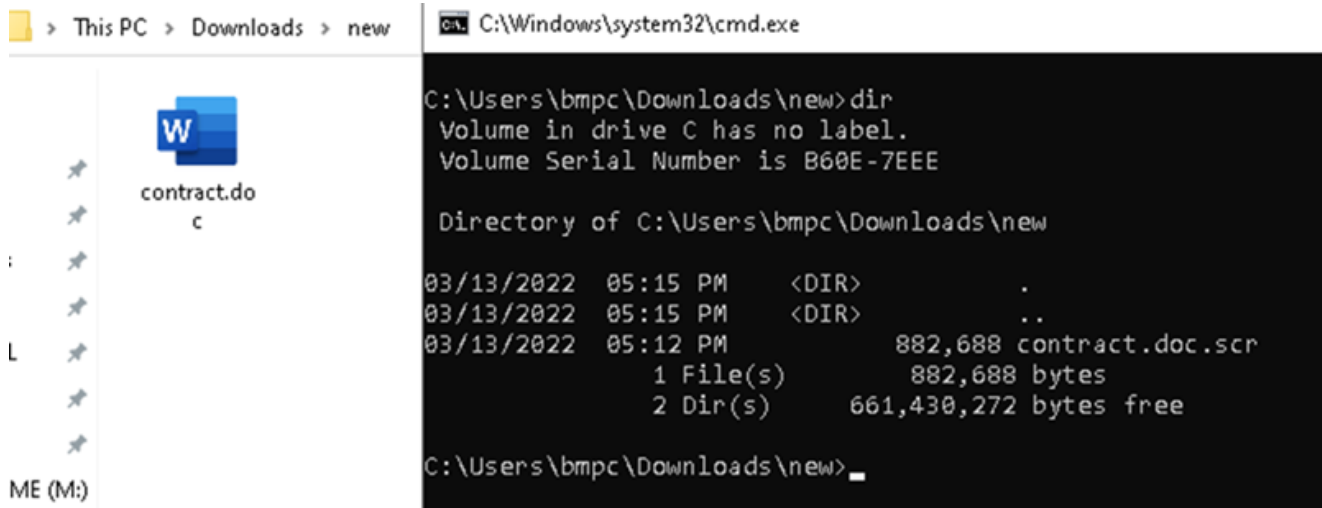 > This PC > Downloads > new
W
contract.do
c
L
ME (M:)
C:\Windows\system32\cmd.exe
C:\Users\bmpc\Downloads\new>dir
Volume in drive C has no label.
Volume Serial Number is B60E-7EEE
Directory of C:\Users\bmpc\Downloads\new
03/13/2022 05:15 PM <DIR> .
03/13/2022 05:15 PM <DIR> ..
03/13/2022 05:12 PM 882,688 contract.doc.scr
1 File(s) 882,688 bytes
2 Dir(s) 661,430,272 bytes free
C:\Users\bmpc\Downloads\new>